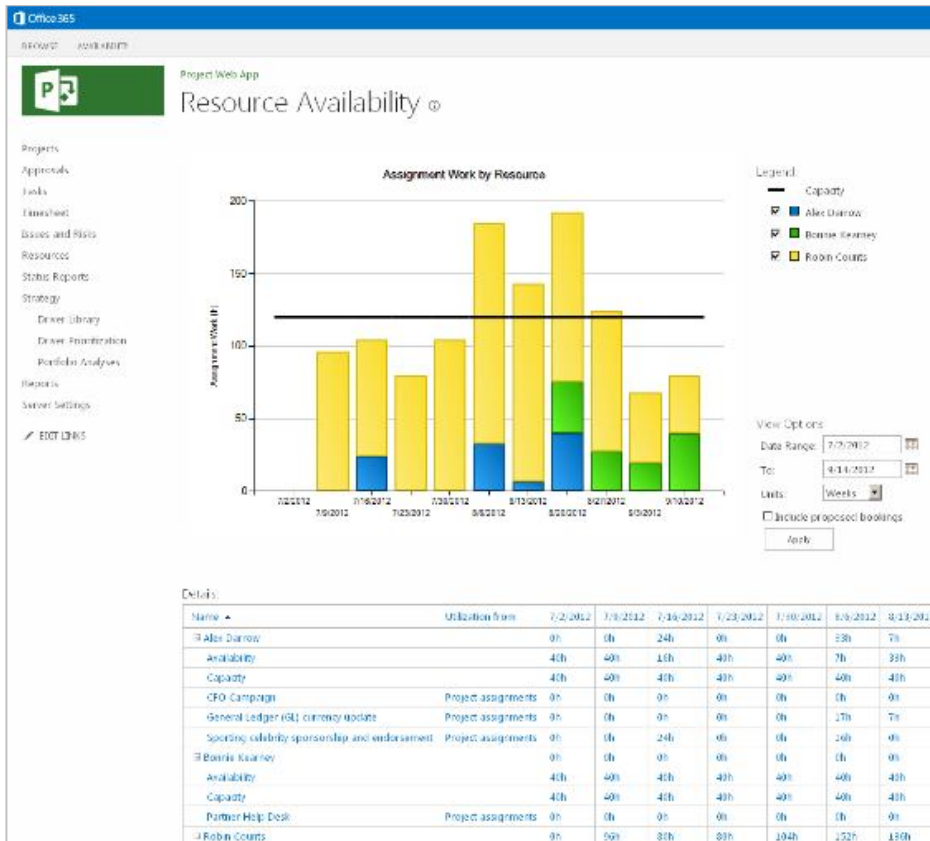 Office 365
BROWSE AVAILABILITY
Project Web App
Resource Availability
Projects
Approvals
Tasks
Timesheet
Issues and Risks
Resources
Status Reports
Strategy
Driver Library
Driver Prioritization
Portfolio Analyses
Reports
Server Settings
EDIT LINKS
Assignment Work by Resource
Assignment Work (h)
200
150
100
50
0
7/2/2012
7/9/2012
7/16/2012
7/23/2012
7/30/2012
8/6/2012
8/13/2012
8/20/2012
8/27/2012
9/3/2012
9/10/2012
Legend:
Capacity
Alex Darrow
Bonnie Kearney
Robin Counts
View Options
Date Range: 7/2/2012
To: 9/14/2012
Units: Weeks
Include proposed bookings
Apply
Details
Name Utilization from 7/2/2012 7/9/2012 7/16/2012 7/23/2012 7/30/2012 8/6/2012 8/13/201
Alex Darrow 0h 0h 24h 0h 0h 33h 7h
Availability 40h 40h 16h 40h 40h 7h 33h
Capacity 40h 40h 40h 40h 40h 40h 40h
CFO Campaign Project assignments 0h 0h 0h 0h 0h 0h 0h
General Ledger (GL) currency update Project assignments 0h 0h 0h 0h 0h 17h 7h
Sporting celebrity sponsorship and endorsement Project assignments 0h 0h 24h 0h 0h 16h 0h
Bonnie Kearney 0h 0h 0h 0h 0h 0h 0h
Availability 40h 40h 40h 40h 40h 40h 40h
Capacity 40h 40h 40h 40h 40h 40h 40h
Partner Help Desk Project assignments 0h 0h 0h 0h 0h 0h 0h
Robin Counts 0h 96h 80h 80h 104h 152h 136h